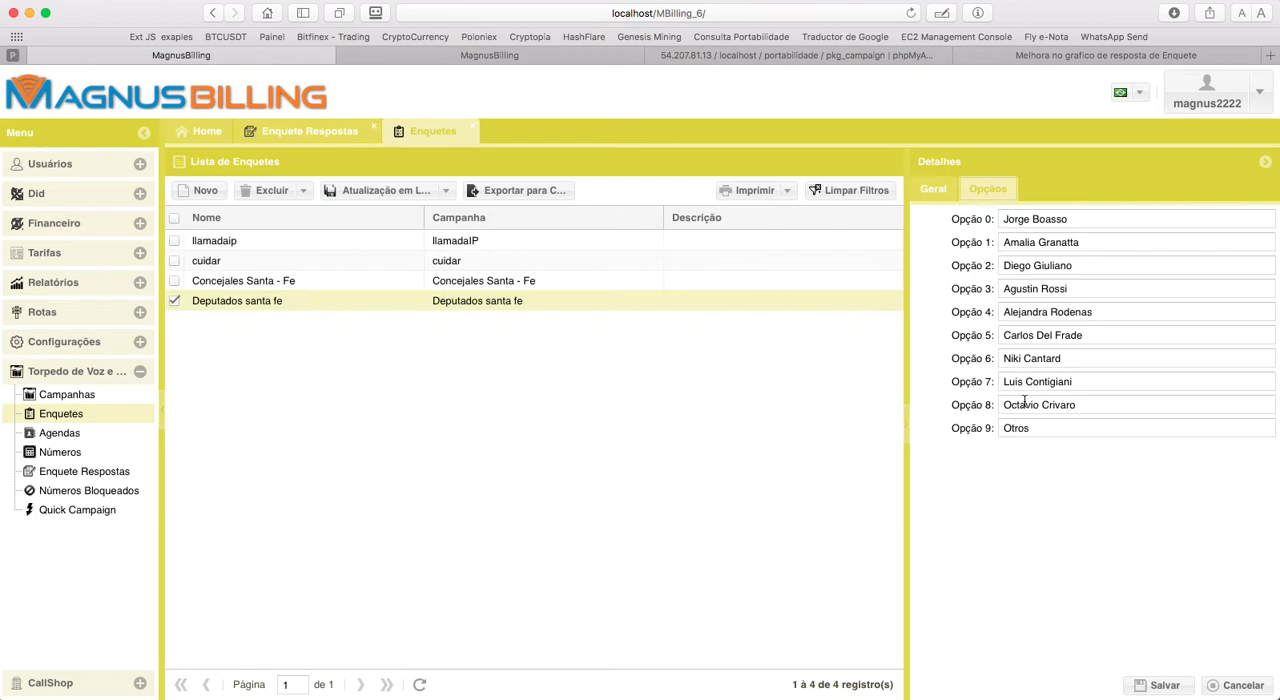 localhost/MBilling_6/
A A
Ext JS exaples BTCUSDT Painel Bitfinex - Trading CryptoCurrency Poloniex Cryptopia HashFlare Genesis Mining Consulta Portabilidade Traductor de Google EC2 Management Console Fly e-Nota WhatsApp Send
P MagnusBilling MagnusBilling 54.207.81.13 / localhost / portabilidade / pkg_campaign | phpMyA... Melhora no grafico de resposta de Enquete
MAGNUSBILLING
magnus2222
Menu
Home Enquete Respostas Enquetes
Lista de Enquetes
Detalhes
Usuários
Did
Financeiro
Tarifas
Relatórios
Rotas
Configurações
Torpedo de Voz e ...
Campanhas
Enquetes
Agendas
Números
Enquete Respostas
Números Bloqueados
Quick Campaign
CallShop
Novo Excluir Atualização em L... Exportar para C... Imprimir Limpar Filtros
Nome Campanha Descrição
llamadaip llamadaIP
cuidar cuidar
Concejales Santa - Fe Concejales Santa - Fe
Deputados santa fe Deputados santa fe
Página 1 de 1 1 à 4 de 4 registro(s)
Geral Opçãos
Opção 0: Jorge Boasso
Opção 1: Amalia Granatta
Opção 2: Diego Giuliano
Opção 3: Agustin Rossi
Opção 4: Alejandra Rodenas
Opção 5: Carlos Del Frade
Opção 6: Niki Cantard
Opção 7: Luis Contigiani
Opção 8: Octavio Crivaro
Opção 9: Otros
Salvar Cancelar